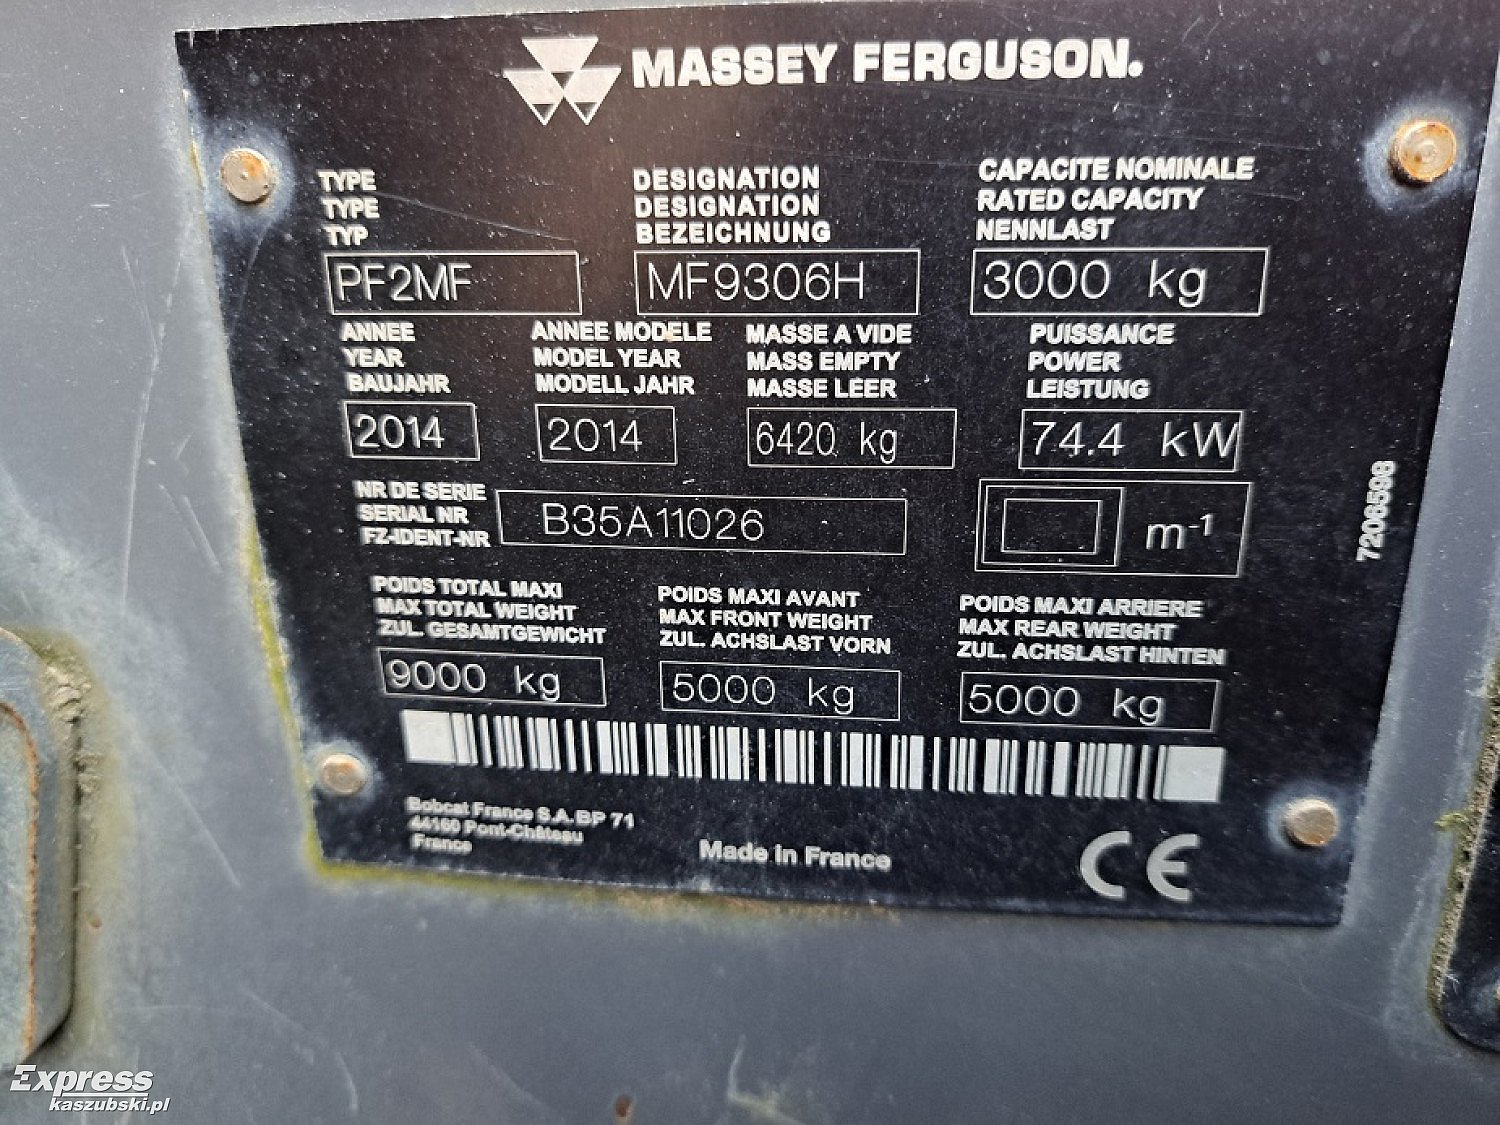 MASSEY FERGUSON.
TYPE
TYPE
TYP
PF2MF
DESIGNATION
DESIGNATION
BEZEICHNUNG
MF9306H
CAPACITE NOMINALE
RATED CAPACITY
NENNLAST
3000 kg
ANNEE
YEAR
BAUJAHR
2014
ANNEE MODELE
MODEL YEAR
MODELL JAHR
2014
MASSE A VIDE
MASS EMPTY
MASSE LEER
6420 kg
PUISSANCE
POWER
LEISTUNG
74.4 kW
NR DE SERIE
SERIAL NR
FZ-IDENT-NR
B35A11026
m-1
7206598
POIDS TOTAL MAXI
MAX TOTAL WEIGHT
ZUL. GESAMTGEWICHT
9000 kg
POIDS MAXI AVANT
MAX FRONT WEIGHT
ZUL. ACHSLAST VORN
5000 kg
POIDS MAXI ARRIERE
MAX REAR WEIGHT
ZUL. ACHSLAST HINTEN
5000 kg
Bobcat France S.A. BP 71
44160 Pont-Château
France
Made in France
CE
Express
kaszubski.pl